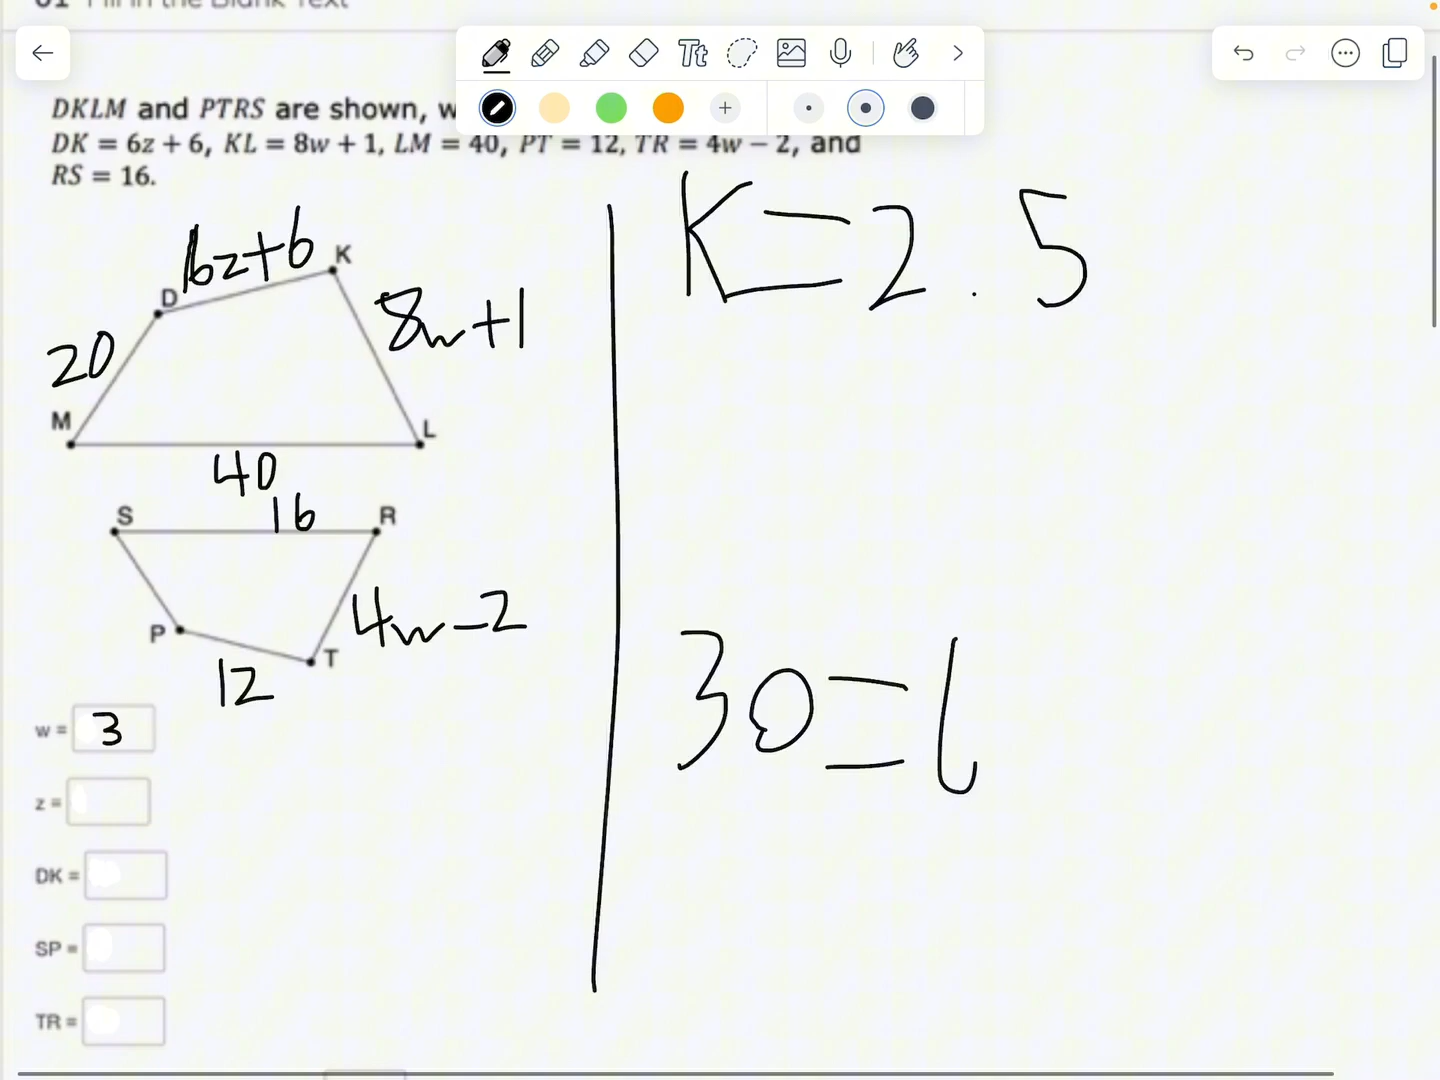 DKLM and PTRS are shown, w
DK = 6z + 6, KL = 8w + 1, LM = 40, PT = 12, TR = 4w − 2, and
RS = 16.
K=2.5
6z+6
K
D
8w+1
20
M
L
40
16
S
R
4w-2
P
T
12
30=
w = 3
z =
DK =
SP =
TR =
Tt